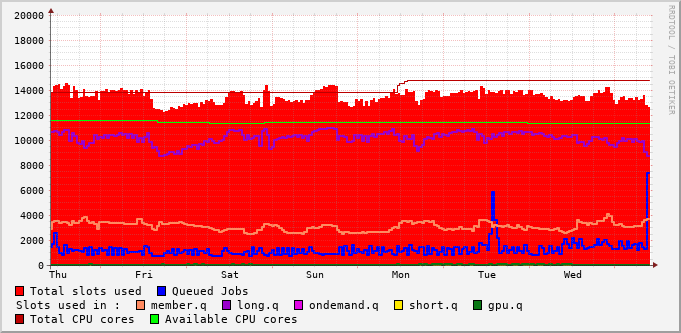 20000
18000
16000
14000
12000
10000
8000
6000
4000
2000
0
Thu Fri Sat Sun Mon Tue Wed
RRDTOOL / TOBI OETIKER
Total slots used Queued Jobs
Slots used in : member.q long.q ondemand.q short.q gpu.q
Total CPU cores Available CPU cores